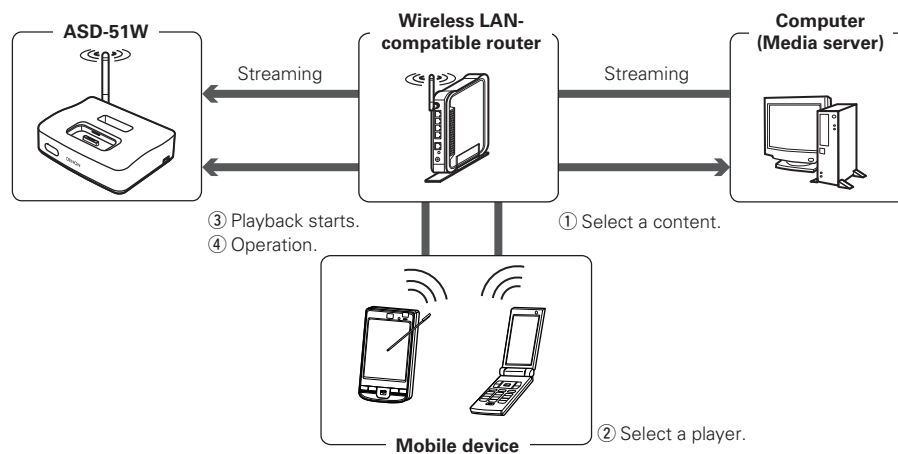 ASD-51W
Wireless LAN-
compatible router
Computer
(Media server)
Streaming
Streaming
DENON
③ Playback starts.
④ Operation.
① Select a content.
② Select a player.
Mobile device